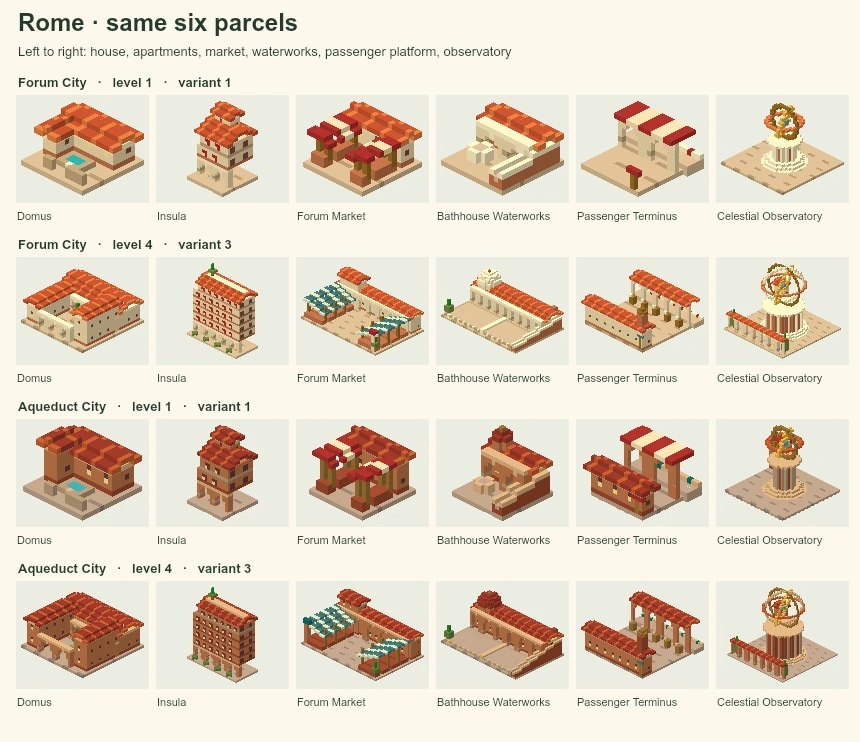 Rome · same six parcels
Left to right: house, apartments, market, waterworks, passenger platform, observatory
Forum City · level 1 · variant 1
Domus Insula Forum Market Bathhouse Waterworks Passenger Terminus Celestial Observatory
Forum City · level 4 · variant 3
Domus Insula Forum Market Bathhouse Waterworks Passenger Terminus Celestial Observatory
Aqueduct City · level 1 · variant 1
Domus Insula Forum Market Bathhouse Waterworks Passenger Terminus Celestial Observatory
Aqueduct City · level 4 · variant 3
Domus Insula Forum Market Bathhouse Waterworks Passenger Terminus Celestial Observatory